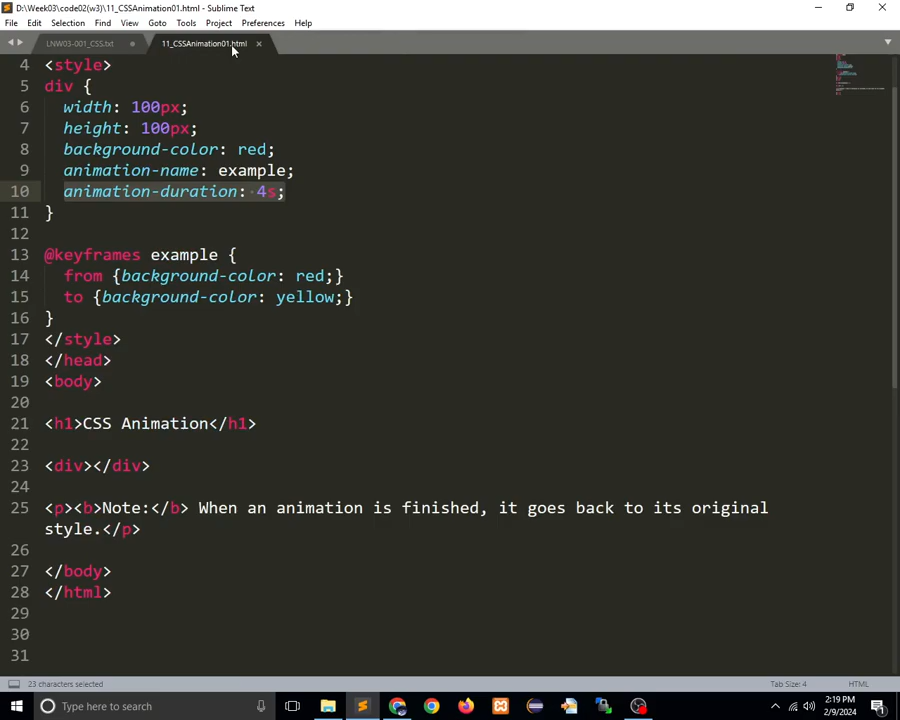 D:\Week03\code02(w3)\11_CSSAnimation01.html - Sublime Text
File Edit Selection Find View Goto Tools Project Preferences Help
LNW03-001_CSS.txt 11_CSSAnimation01.html
4 <style>
5 div {
6 width: 100px;
7 height: 100px;
8 background-color: red;
9 animation-name: example;
10 animation-duration: 4s;
11 }
12
13 @keyframes example {
14 from {background-color: red;}
15 to {background-color: yellow;}
16 }
17 </style>
18 </head>
19 <body>
20
21 <h1>CSS Animation</h1>
22
23 <div></div>
24
25 <p><b>Note:</b> When an animation is finished, it goes back to its original
style.</p>
26
27 </body>
28 </html>
29
30
31
23 characters selected Tab Size: 4 HTML
Type here to search
2:19 PM
2/9/2024